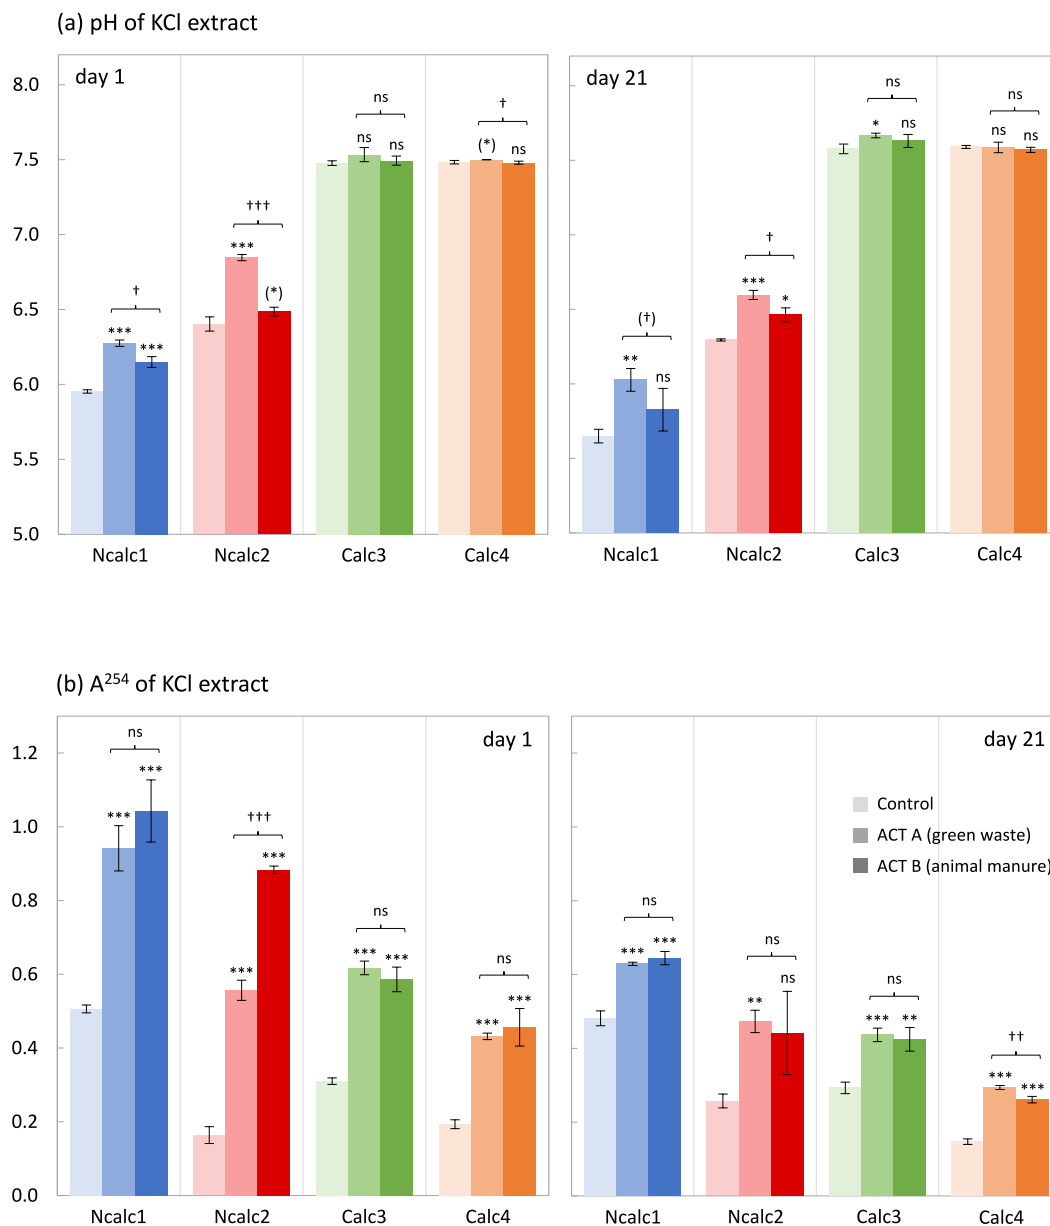 (a) pH of KCl extract
day 1
day 21
8.0
7.5
7.0
6.5
6.0
5.5
5.0
†
***
***
†††
***
(*)
ns
ns
ns
†
(*)
ns
(†)
**
ns
†
***
*
ns
*
ns
ns
ns
ns
Ncalc1 Ncalc2 Calc3 Calc4
Ncalc1 Ncalc2 Calc3 Calc4
(b) A²⁵⁴ of KCl extract
day 1
day 21
1.2
1.0
0.8
0.6
0.4
0.2
0.0
ns
***
***
†††
***
***
ns
***
***
ns
***
***
Control
ACT A (green waste)
ACT B (animal manure)
ns
***
***
ns
**
ns
ns
***
**
††
***
***
Ncalc1 Ncalc2 Calc3 Calc4
Ncalc1 Ncalc2 Calc3 Calc4